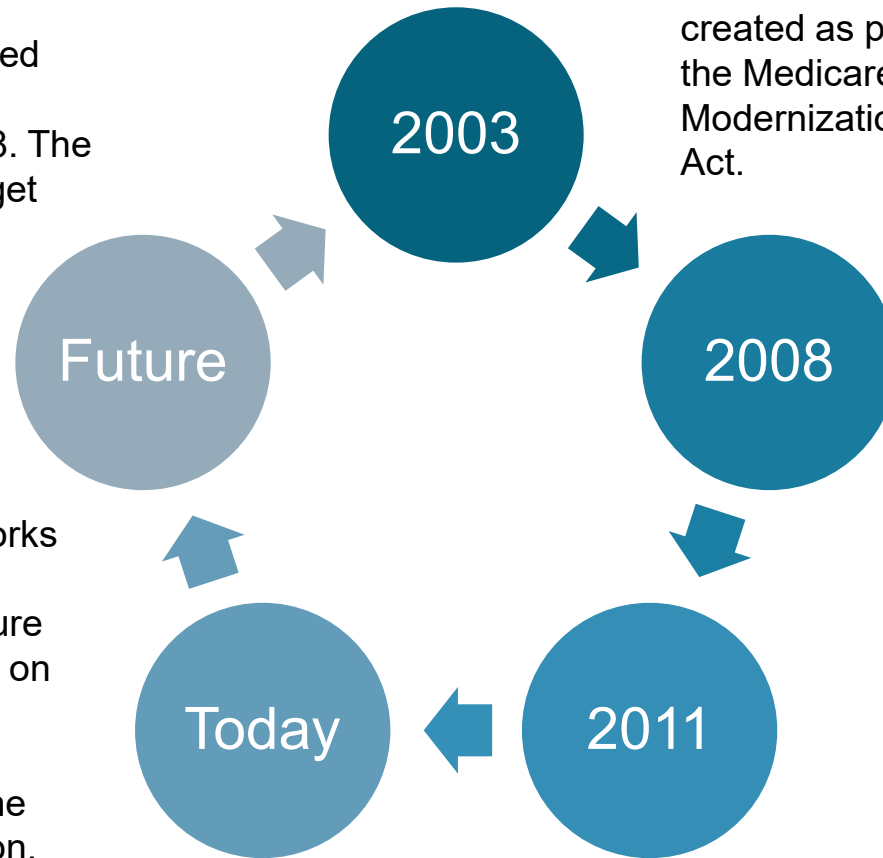 created as p
the Medicare
Modernizatio
Act.
2003
2008
2011
Today
Future
ed
3. The
get
orks
ure
on
ne
on.